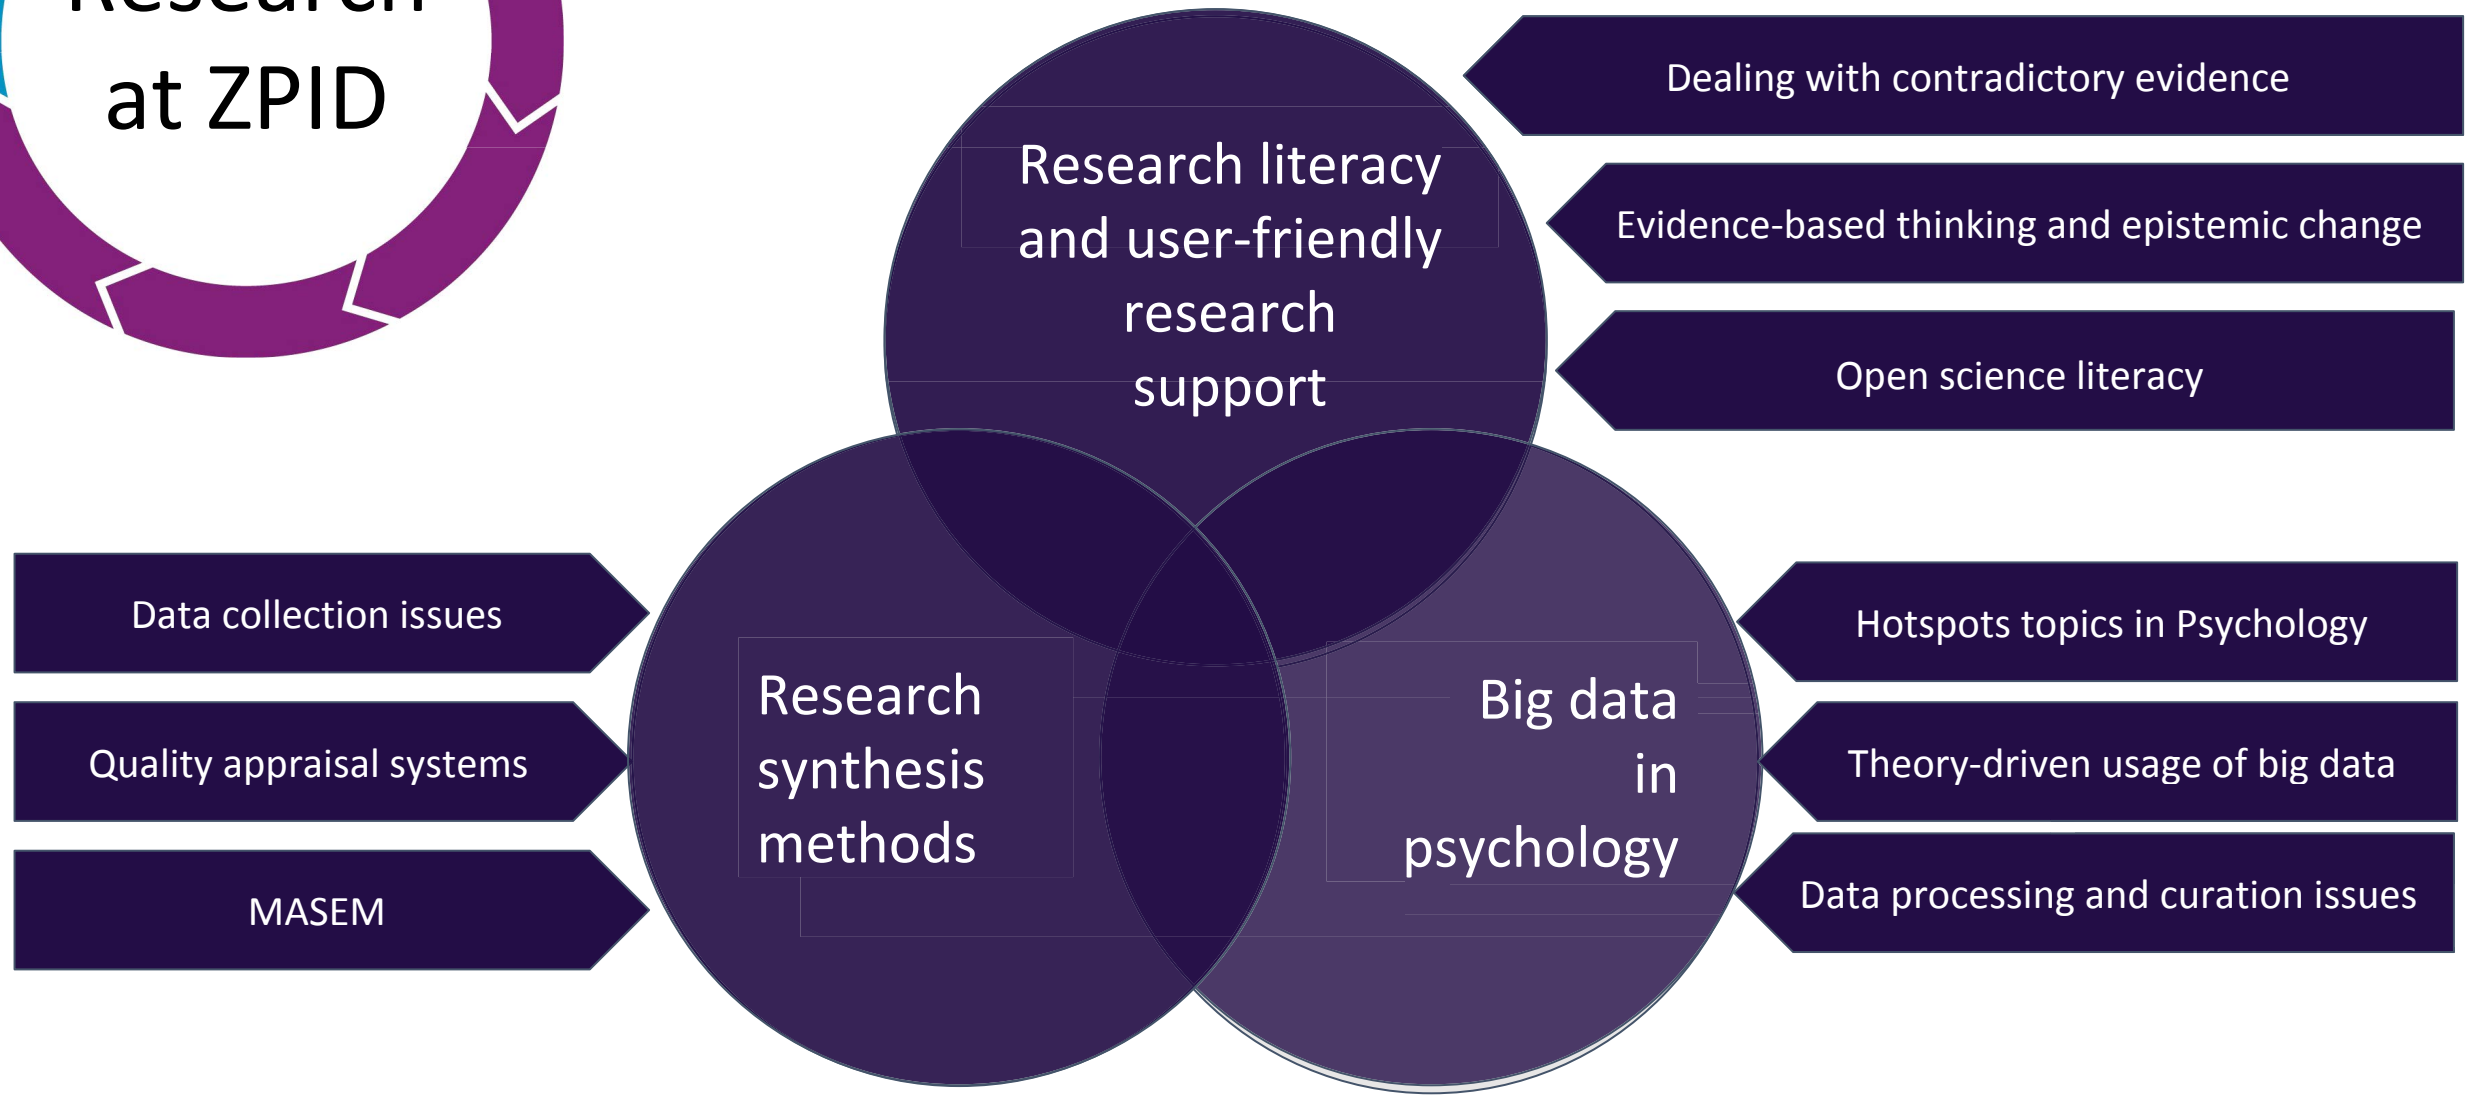 Research
at ZPID
Research literacy
and user-friendly
research
support
Dealing with contradictory evidence
Evidence-based thinking and epistemic change
Open science literacy
Data collection issues
Quality appraisal systems
MASEM
Research
synthesis
methods
Big data
in
psychology
Hotspots topics in Psychology
Theory-driven usage of big data
Data processing and curation issues